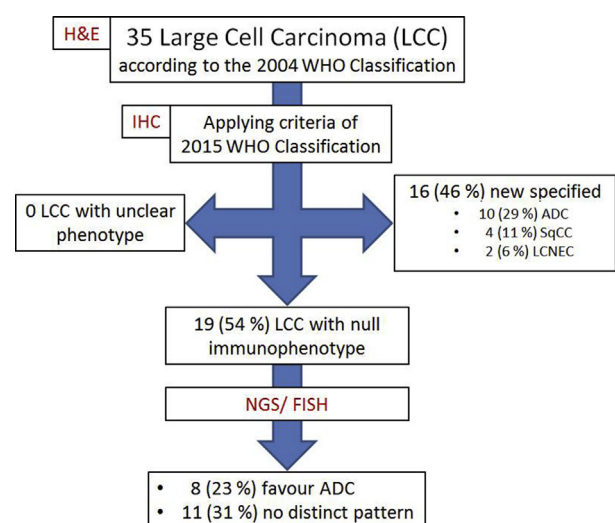 H&E
35 Large Cell Carcinoma (LCC)
according to the 2004 WHO Classification
IHC
Applying criteria of
2015 WHO Classification
0 LCC with unclear
phenotype
16 (46 %) new specified
• 10 (29 %) ADC
• 4 (11 %) SqCC
• 2 (6 %) LCNEC
19 (54 %) LCC with null
immunophenotype
NGS/ FISH
• 8 (23 %) favour ADC
• 11 (31 %) no distinct pattern